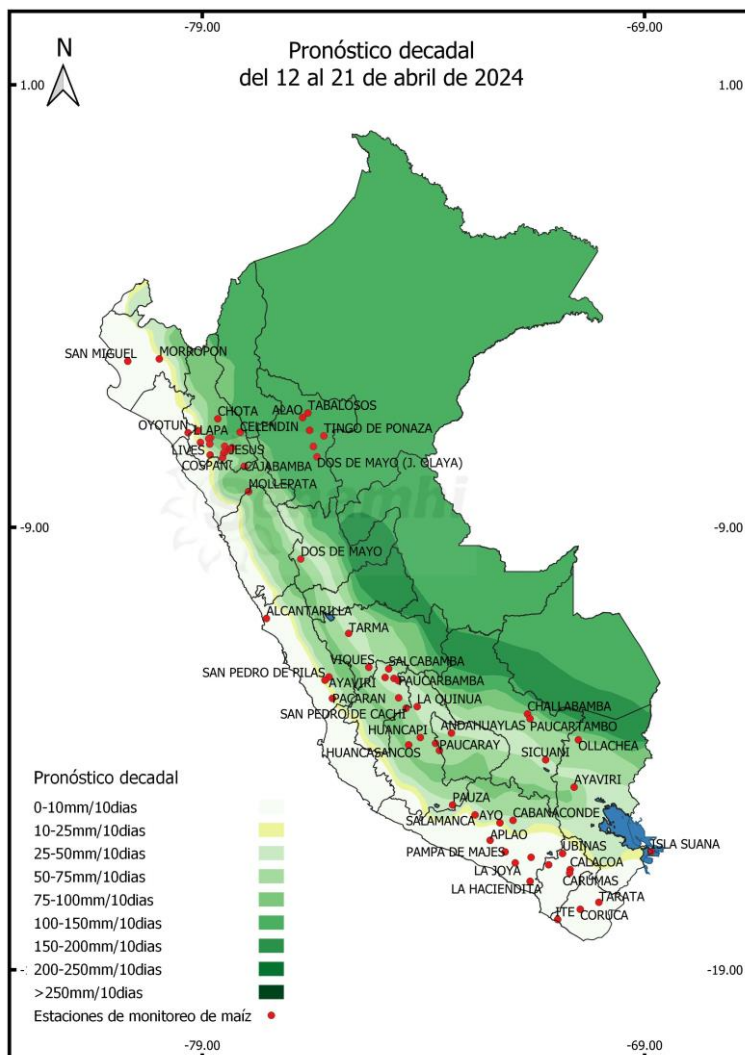 -79.00
-69.00
Pronóstico decadal
del 12 al 21 de abril de 2024
N
1.00
1.00
SAN MIGUEL
MORROPON
CHOTA
ALAO
TABALOSOS
OYOTUN
LLAPA
CELENDIN
TINGO DE PONAZA
LIVES
JESUS
COSPAN
CAJABAMBA
DOS DE MAYO (J. OLAYA)
MOLLEPATA
Senamhi
-9.00
-9.00
DOS DE MAYO
ALCANTARILLA
TARMA
VIQUES
SALCABAMBA
SAN PEDRO DE PILAS
AYAVIRI
PAUCARBAMBA
PACARAN
LA QUINUA
SAN PEDRO DE CACHI
CHALLABAMBA
ANDAHUAYLAS
PAUCARTAMBO
HUANCAPI
PAUCARAY
OLLACHEA
HUANCASANCOS
SICUANI
AYAVIRI
Pronóstico decadal
PAUZA
0-10mm/10dias
SALAMANCA
AYO
CABANACONDE
10-25mm/10dias
APLAO
25-50mm/10dias
PAMPA DE MAJES
UBINAS
ISLA SUANA
50-75mm/10dias
LA JOYA
CALACOA
75-100mm/10dias
LA HACIENDITA
CARUMAS
100-150mm/10dias
TARATA
ITE
CORUCA
150-200mm/10dias
200-250mm/10dias
-19.00
>250mm/10dias
Estaciones de monitoreo de maíz
-79.00
-69.00